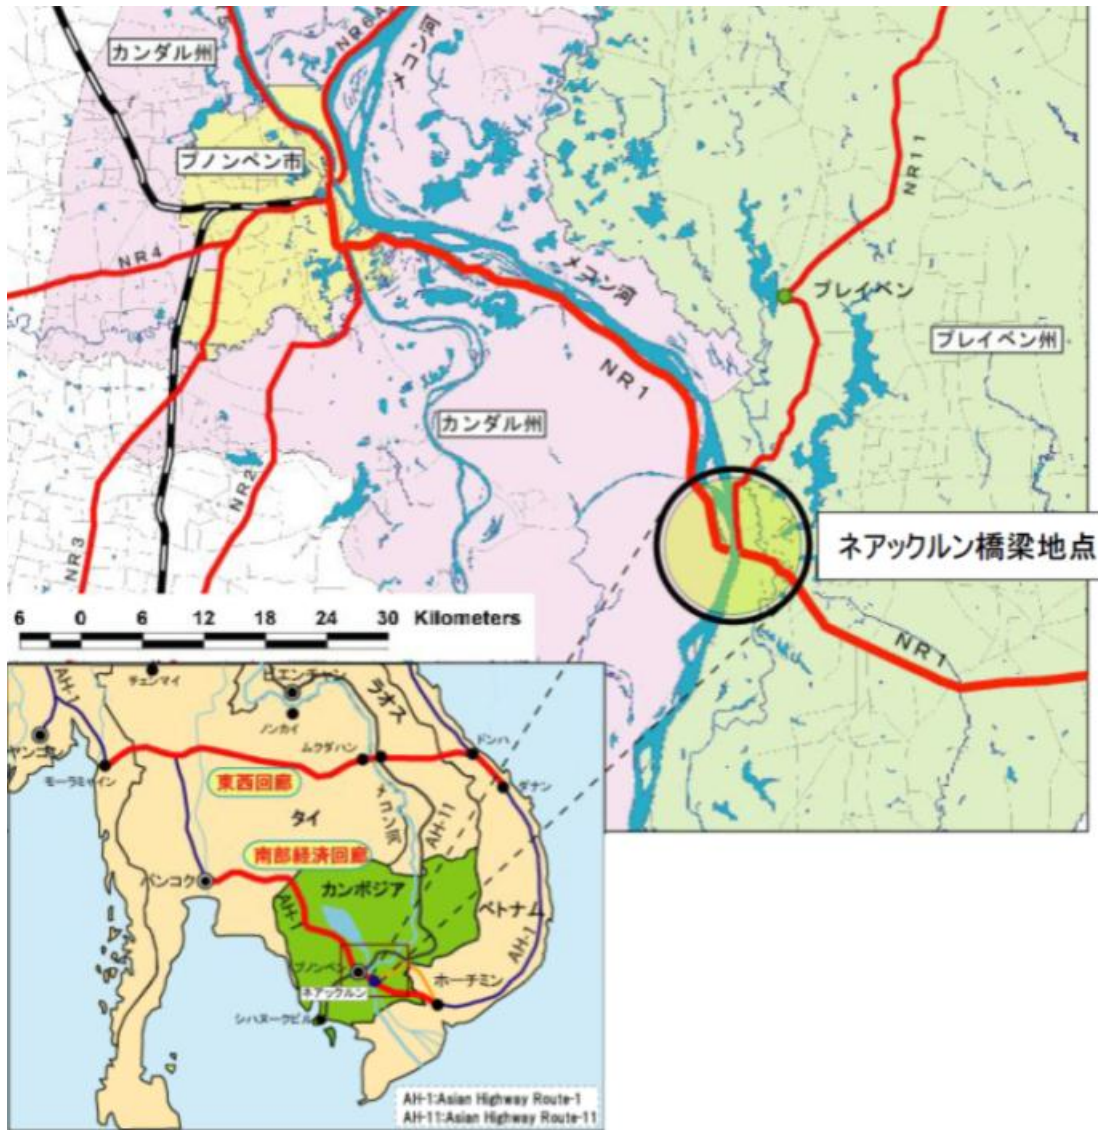 カンダル州
NR6A
メコン河
プノンペン市
NR11
NR4
メコン河
プレイベン
プレイベン州
NR1
カンダル州
NR2
NR3
ネアックルン橋梁地点
NR1
6 0 6 12 18 24 30 Kilometers
AH-1
チェンマイ
ビエンチャン
ラオス
ノンカイ
ヤンゴン
ムクダハン
ドンハ
モーラミャイン
東西回廊
ダナン
メコン河
AH-11
タイ
南部経済回廊
バンコク
カンボジア
AH-1
ベトナム
AH-1
プノンペン
ホーチミン
ネアックルン
シハヌークビル
AH-1:Asian Highway Route-1
AH-11:Asian Highway Route-11